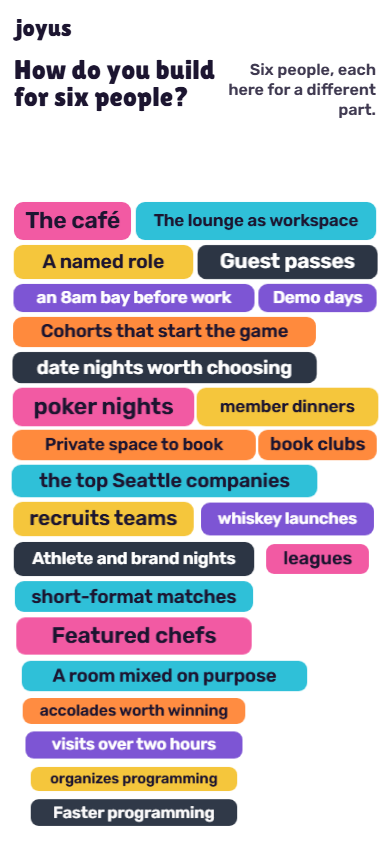 joyus
How do you build
for six people?
Six people, each
here for a different
part.
The café
The lounge as workspace
A named role
Guest passes
an 8am bay before work
Demo days
Cohorts that start the game
date nights worth choosing
poker nights
member dinners
Private space to book
book clubs
the top Seattle companies
recruits teams
whiskey launches
Athlete and brand nights
leagues
short-format matches
Featured chefs
A room mixed on purpose
accolades worth winning
visits over two hours
organizes programming
Faster programming